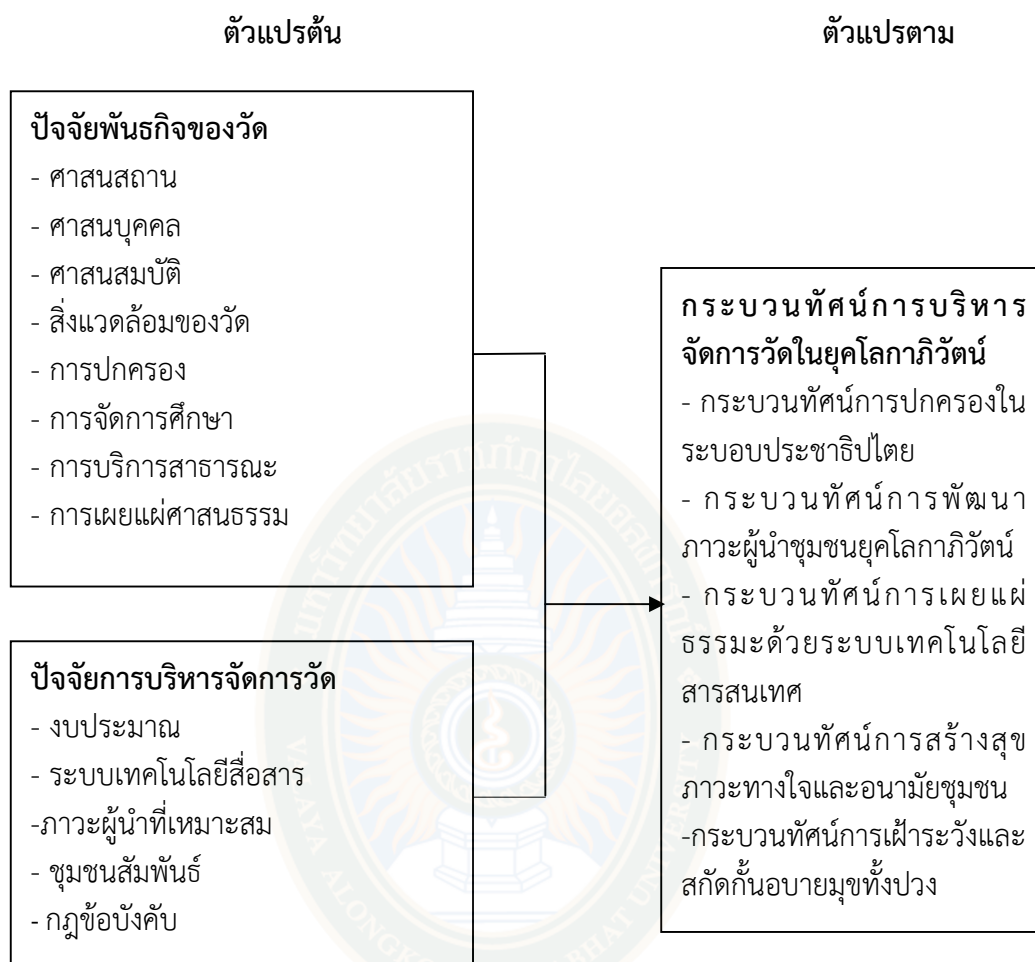 ตัวแปรต้น
ตัวแปรตาม
ปัจจัยพันธกิจของวัด
- ศาสนสถาน
- ศาสนบุคคล
- ศาสนสมบัติ
- สิ่งแวดล้อมของวัด
- การปกครอง
- การจัดการศึกษา
- การบริการสาธารณะ
- การเผยแผ่ศาสนธรรม
ปัจจัยการบริหารจัดการวัด
- งบประมาณ
- ระบบเทคโนโลยีสื่อสาร
-ภาวะผู้นำที่เหมาะสม
- ชุมชนสัมพันธ์
- กฎข้อบังคับ
กระบวนทัศน์การบริหาร
จัดการวัดในยุคโลกาภิวัตน์
- กระบวนทัศน์การปกครองใน
ระบอบประชาธิปไตย
- กระบวนทัศน์การพัฒนา
ภาวะผู้นำชุมชนยุคโลกาภิวัตน์
- กระบวนทัศน์การเผยแผ่
ธรรมะด้วยระบบเทคโนโลยี
สารสนเทศ
- กระบวนทัศน์การสร้างสุข
ภาวะทางใจและอนามัยชุมชน
-กระบวนทัศน์การเฝ้าระวังและ
สกัดกั้นอบายมุขทั้งปวง